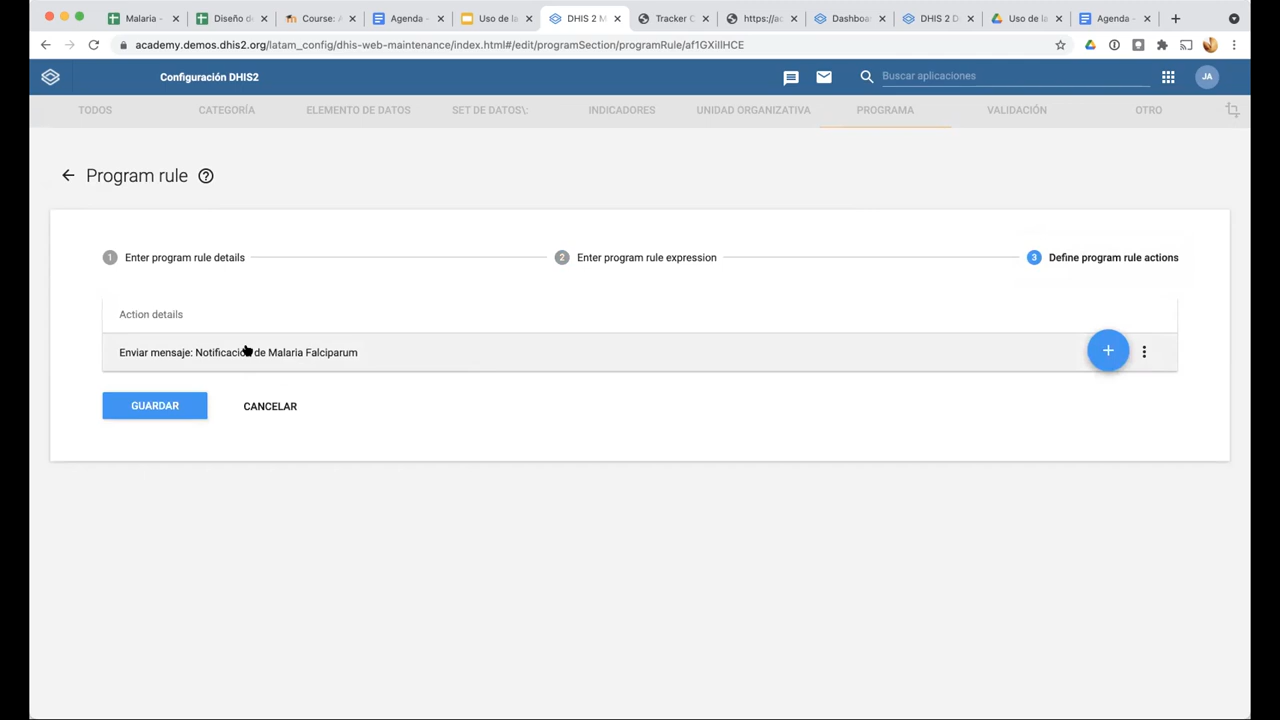 Malaria -
Diseño d
Course: A
Agenda -
Uso de la
DHIS 2 M
Tracker C
https://ac
Dashboa
DHIS 2 D
Uso de la
Agenda -
academy.demos.dhis2.org/latam_config/dhis-web-maintenance/index.html#/edit/programSection/programRule/af1GXiIlHCE
Configuración DHIS2
Buscar aplicaciones
JA
TODOS
CATEGORÍA
ELEMENTO DE DATOS
SET DE DATOS\:
INDICADORES
UNIDAD ORGANIZATIVA
PROGRAMA
VALIDACIÓN
OTRO
Program rule
1 Enter program rule details
2 Enter program rule expression
3 Define program rule actions
Action details
Enviar mensaje: Notificación de Malaria Falciparum
GUARDAR
CANCELAR